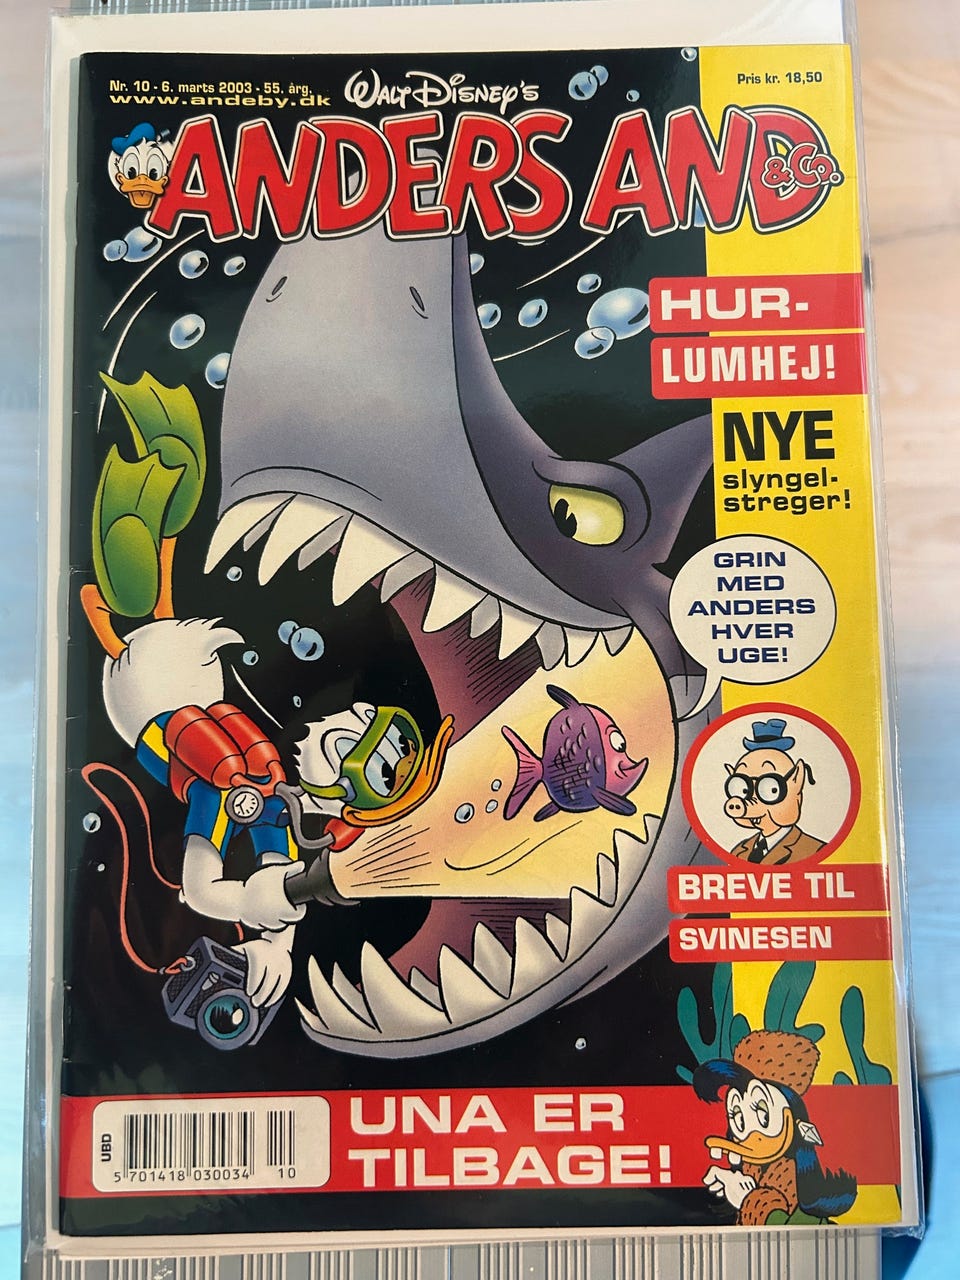 Nr. 10 - 6. marts 2003 - 55. årg.
www.andeby.dk
WALT DISNEY'S
Pris kr. 18,50
ANDERS AND
& Co.
HUR-
LUMHEJ!
NYE
slyngel-
streger!
GRIN
MED
ANDERS
HVER
UGE!
BREVE TIL
SVINESEN
UNA ER
TILBAGE!
UBD
5 701418 030034 10